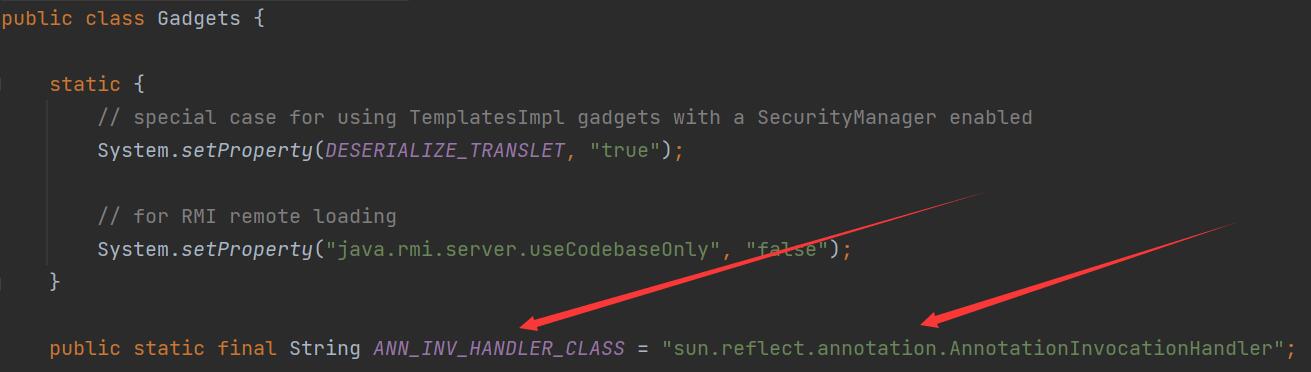 public class Gadgets {
static {
// special case for using TemplatesImpl gadgets with a SecurityManager enabled
System.setProperty(DESERIALIZE_TRANSLET, "true");
// for RMI remote loading
System.setProperty("java.rmi.server.useCodebaseOnly", "false");
}
public static final String ANN_INV_HANDLER_CLASS = "sun.reflect.annotation.AnnotationInvocationHandler";